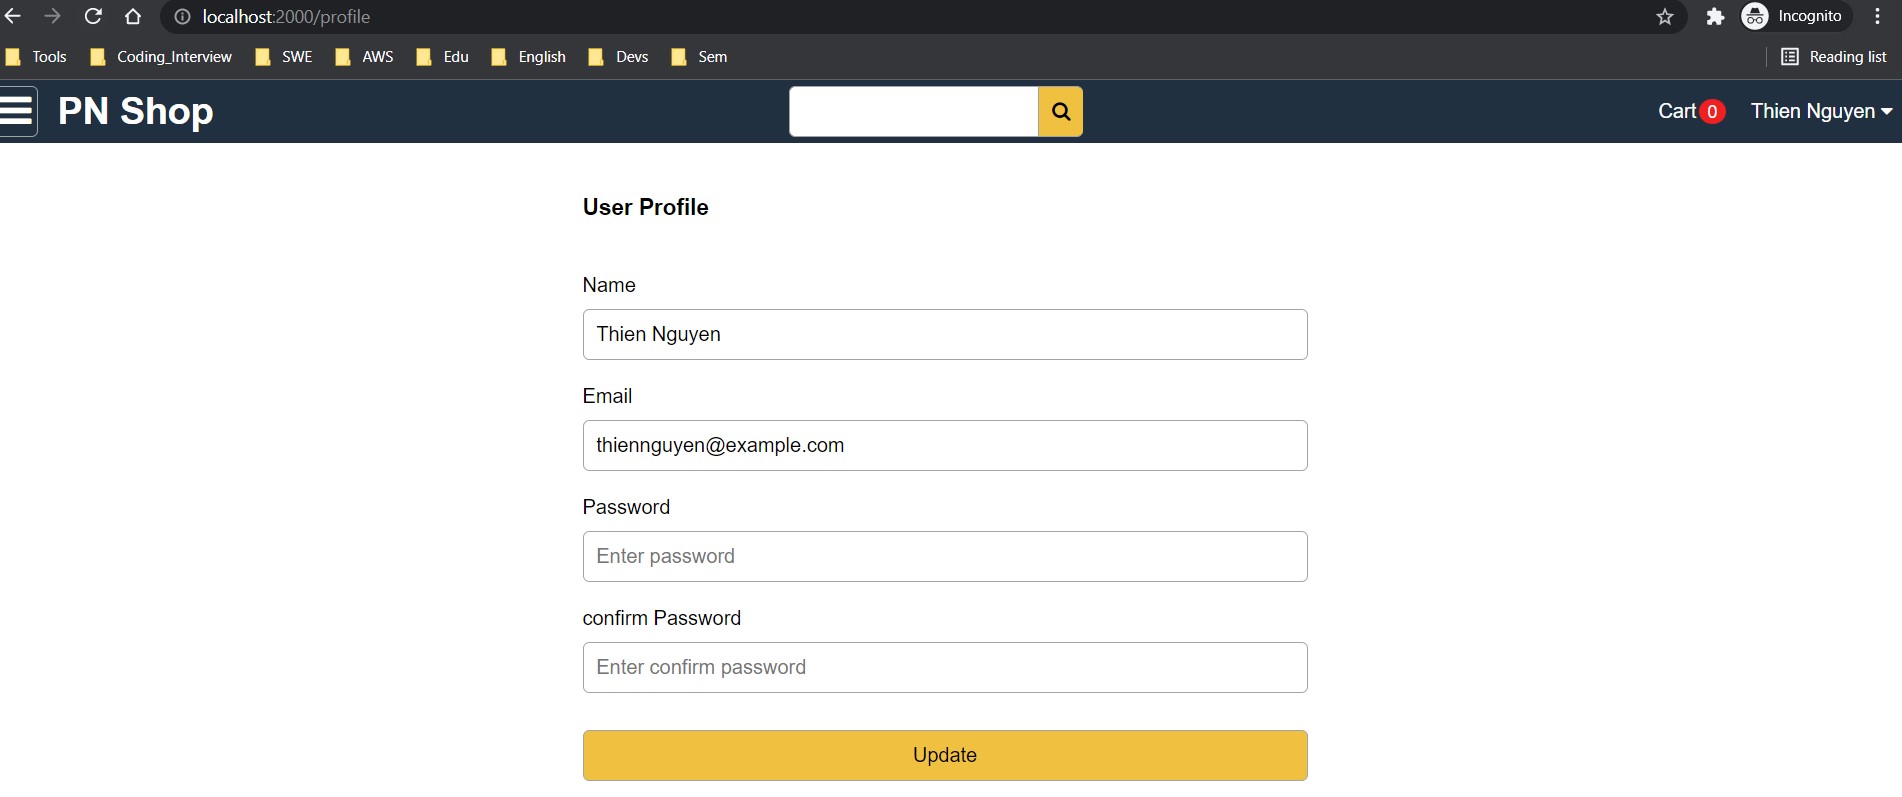 localhost:2000/profile
Incognito
Tools Coding_Interview SWE AWS Edu English Devs Sem Reading list
PN Shop Cart 0 Thien Nguyen
User Profile
Name
Thien Nguyen
Email
thiennguyen@example.com
Password
Enter password
confirm Password
Enter confirm password
Update